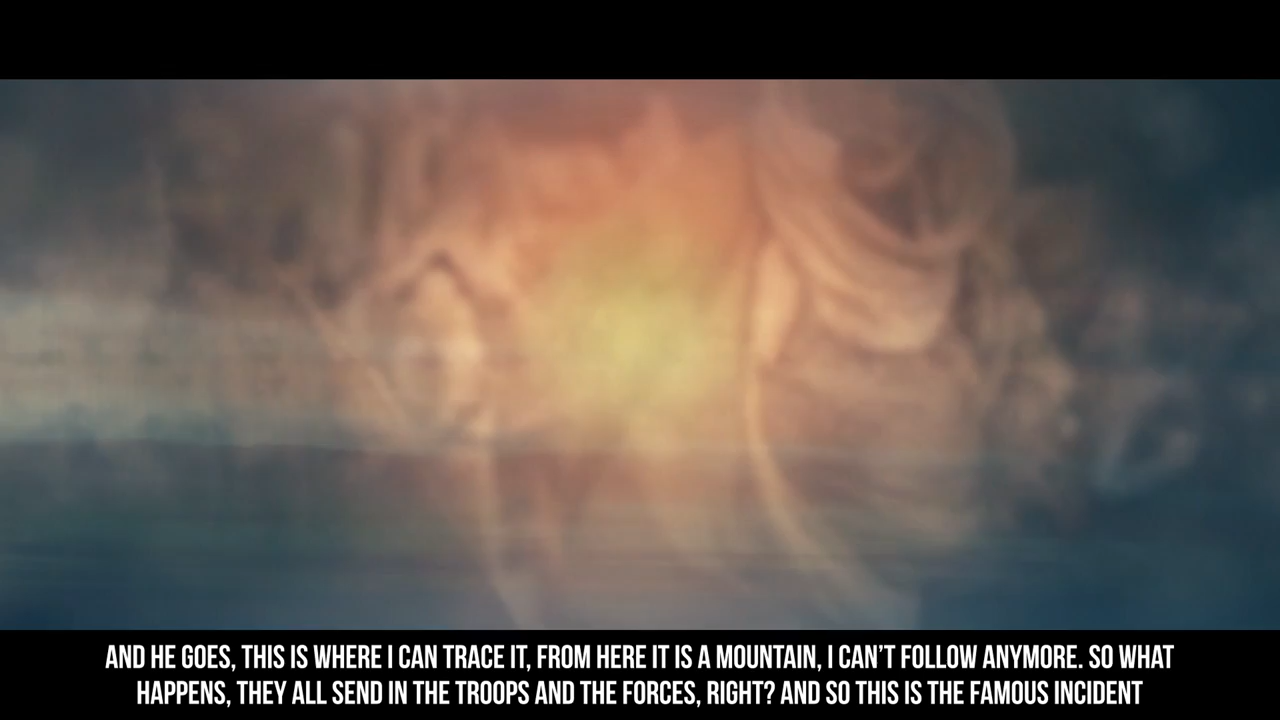 AND HE GOES, THIS IS WHERE I CAN TRACE IT, FROM HERE IT IS A MOUNTAIN, I CAN'T FOLLOW ANYMORE. SO WHAT
HAPPENS, THEY ALL SEND IN THE TROOPS AND THE FORCES, RIGHT? AND SO THIS IS THE FAMOUS INCIDENT